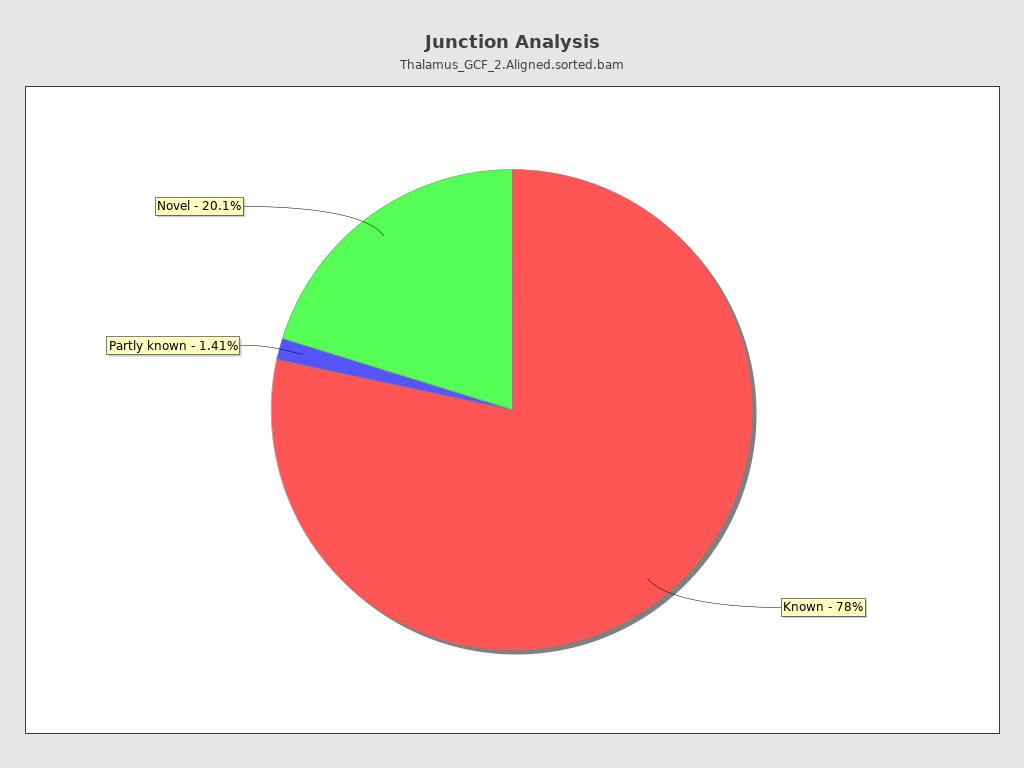 Junction Analysis
Thalamus_GCF_2.Aligned.sorted.bam
Novel - 20.1%
Partly known - 1.41%
Known - 78%